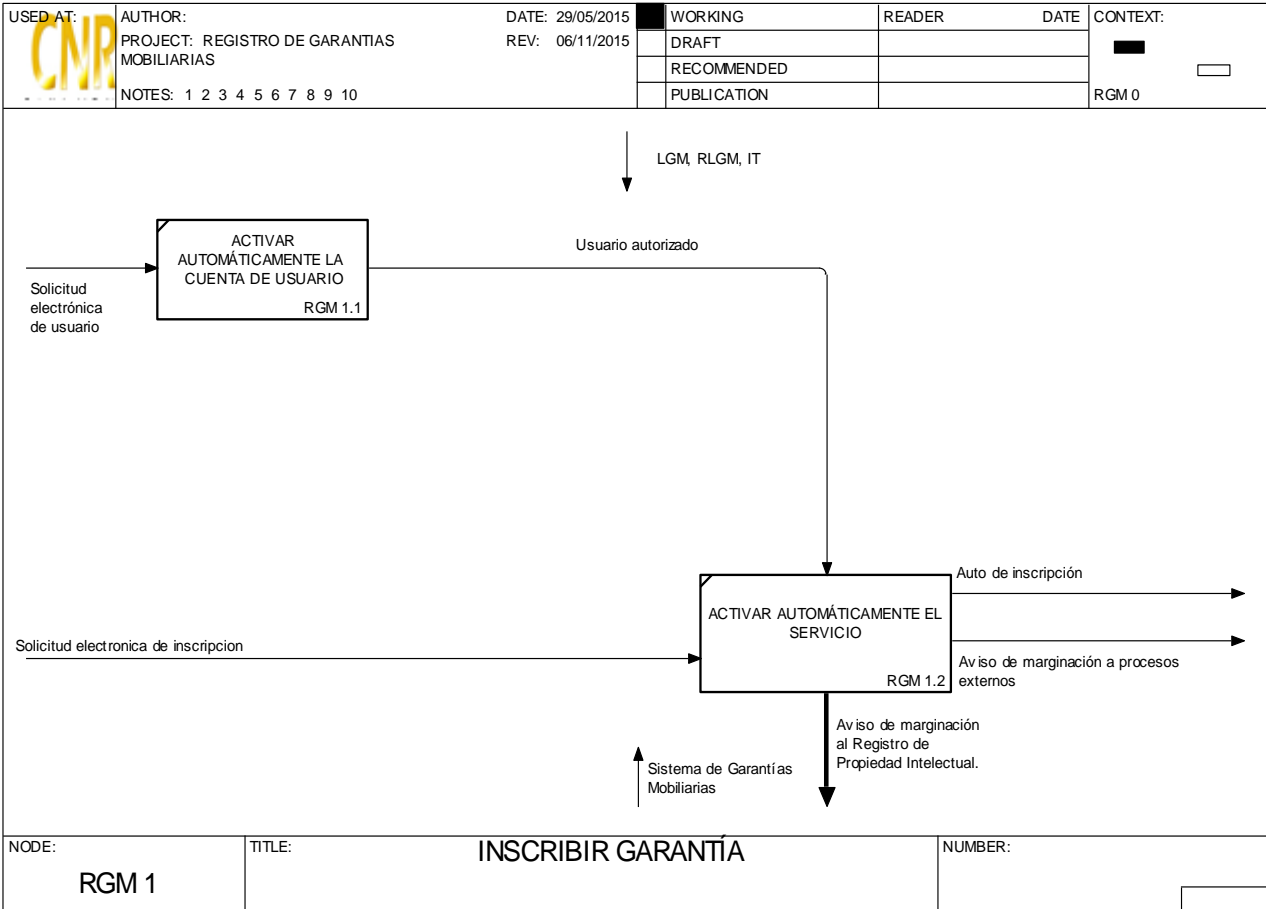 USED AT:
CNR
AUTHOR:
DATE: 29/05/2015
PROJECT: REGISTRO DE GARANTIAS
MOBILIARIAS
REV: 06/11/2015
NOTES: 1 2 3 4 5 6 7 8 9 10
WORKING
DRAFT
RECOMMENDED
PUBLICATION
READER DATE
CONTEXT:
RGM 0
LGM, RLGM, IT
ACTIVAR
AUTOMÁTICAMENTE LA
CUENTA DE USUARIO
RGM 1.1
Usuario autorizado
Solicitud
electrónica
de usuario
Auto de inscripción
ACTIVAR AUTOMÁTICAMENTE EL
SERVICIO
RGM 1.2
Solicitud electronica de inscripcion
Aviso de marginación a procesos
externos
Aviso de marginación
al Registro de
Propiedad Intelectual.
Sistema de Garantías
Mobiliarias
NODE:
RGM 1
TITLE:
INSCRIBIR GARANTÍA
NUMBER: